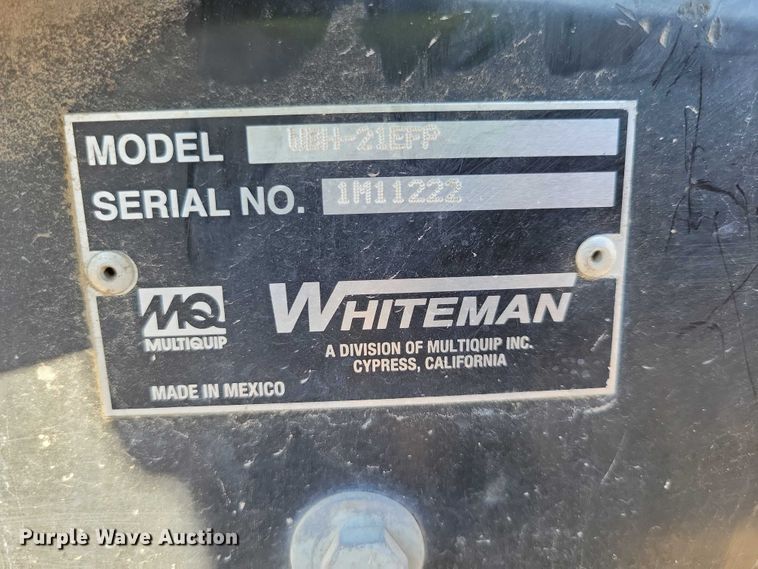 MODEL WBH-21EFP
SERIAL NO. 1M11222
MQ
MULTIQUIP
WHITEMAN
A DIVISION OF MULTIQUIP INC.
CYPRESS, CALIFORNIA
MADE IN MEXICO
Purple Wave Auction